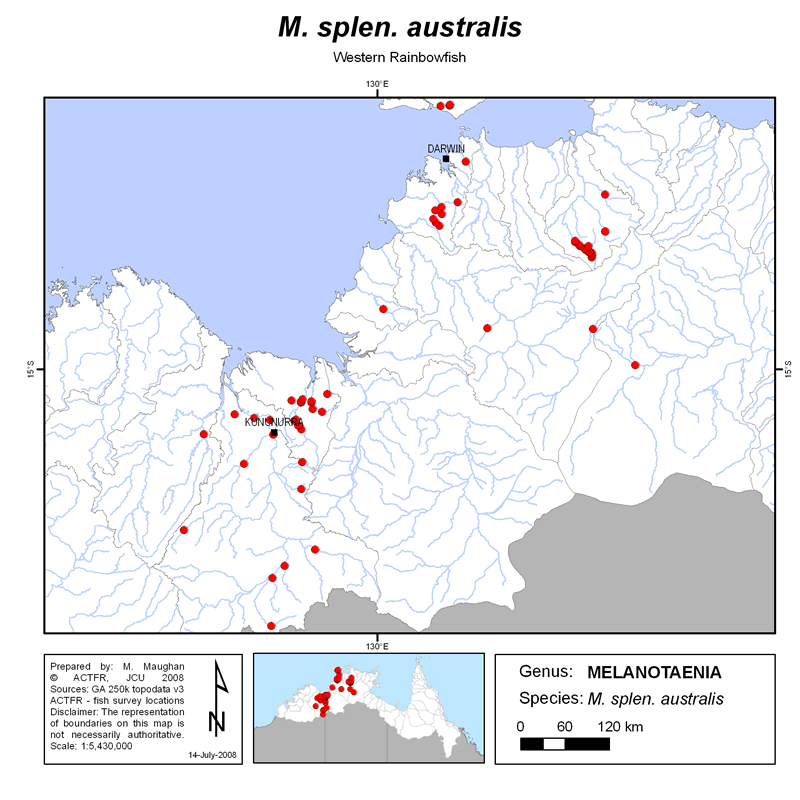 M. splen. australis
Western Rainbowfish
130°E
DARWIN
15°S
15°S
KUNUNURRA
130°E
Prepared by: M. Maughan
© ACTFR, JCU 2008
Sources: GA 250k topodata v3
ACTFR - fish survey locations
Disclaimer: The representation
of boundaries on this map is
not necessarily authoritative.
Scale: 1:5,430,000
14-July-2008
N
Genus: MELANOTAENIA
Species: M. splen. australis
0 60 120 km